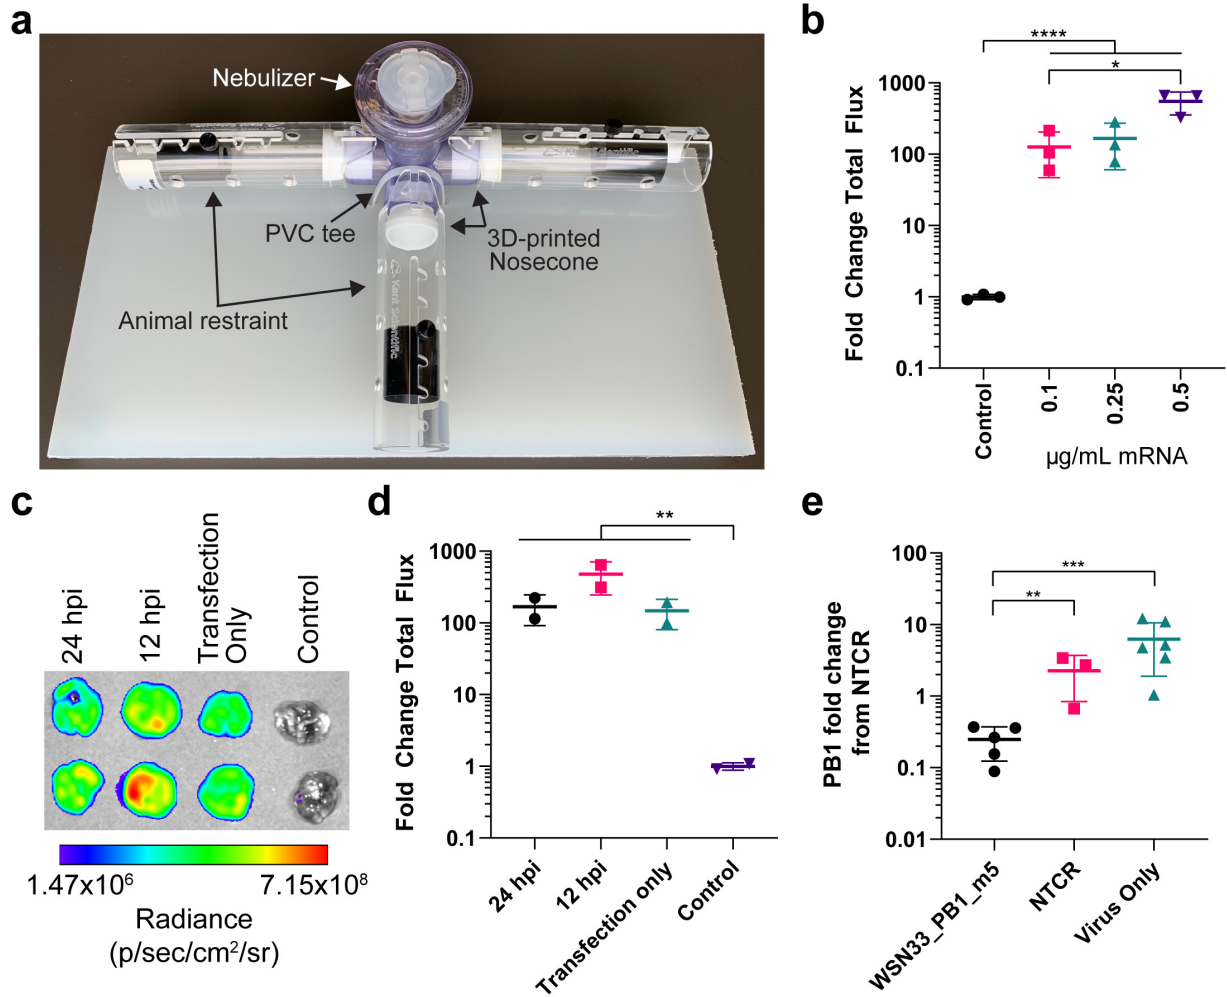 a
Nebulizer
PVC tee
3D-printed
Nosecone
Animal restraint
b
****
*
Fold Change Total Flux
1000
100
10
1
0.1
Control
0.1
0.25
0.5
µg/mL mRNA
c
24 hpi
12 hpi
Transfection
Only
Control
1.47x10⁶
7.15x10⁸
Radiance
(p/sec/cm²/sr)
d
**
Fold Change Total Flux
1000
100
10
1
0.1
24 hpi
12 hpi
Transfection only
Control
e
***
**
PB1 fold change
from NTCR
100
10
1
0.1
0.01
WSN33_PB1_m5
NTCR
Virus Only